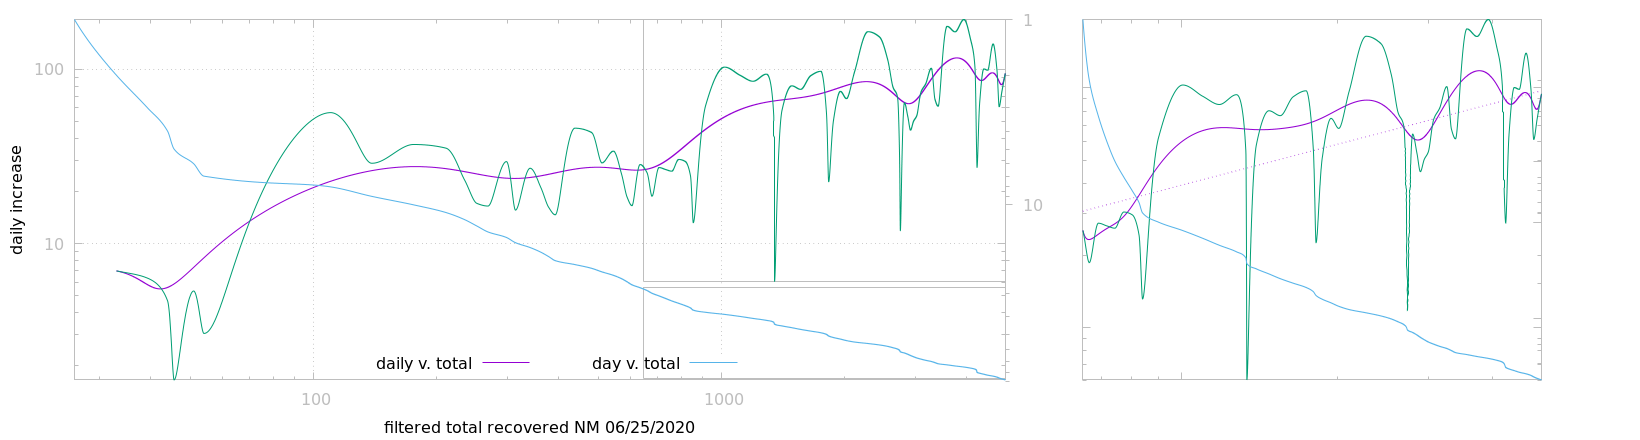 1
100
daily increase
10
10
daily v. total
day v. total
100
1000
filtered total recovered NM 06/25/2020